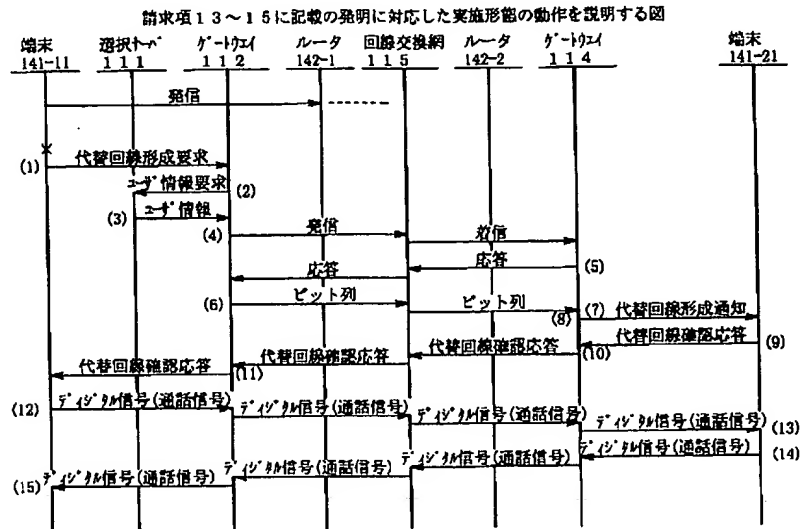 請求項13～15に記載の発明に対応した実施形態の動作を説明する図
端末 選択ｻｰﾊﾞ ｹﾞｰﾄｳｴｲ ルータ 回線交換網 ルータ ｹﾞｰﾄｳｴｲ 端末
141-11 111 112 142-1 115 142-2 114 141-21
発信
(1) 代替回線形成要求
ﾕｰｻﾞ情報要求 (2)
(3) ﾕｰｻﾞ情報
(4) 発信 着信
応答 応答 (5)
(6) ビット列 ビット列 (7) 代替回線形成通知
(8) 代替回線確認応答 (9)
代替回線確認応答 (11) 代替回線確認応答 代替回線確認応答 (10)
(12) ﾃﾞｨｼﾞﾀﾙ信号(通話信号) ﾃﾞｨｼﾞﾀﾙ信号(通話信号) ﾃﾞｨｼﾞﾀﾙ信号(通話信号) ﾃﾞｨｼﾞﾀﾙ信号(通話信号) (13)
(15) ﾃﾞｨｼﾞﾀﾙ信号(通話信号) ﾃﾞｨｼﾞﾀﾙ信号(通話信号) ﾃﾞｨｼﾞﾀﾙ信号(通話信号) ﾃﾞｨｼﾞﾀﾙ信号(通話信号) (14)